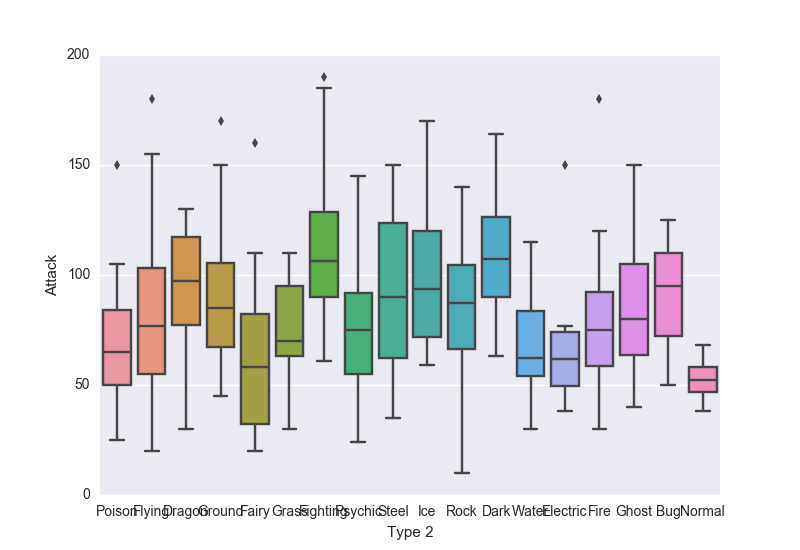 200
150
100
50
0
Attack
Poison Flying Dragon Ground Fairy Grass Fighting Psychic Steel Ice Rock Dark Water Electric Fire Ghost Bug Normal
Type 2